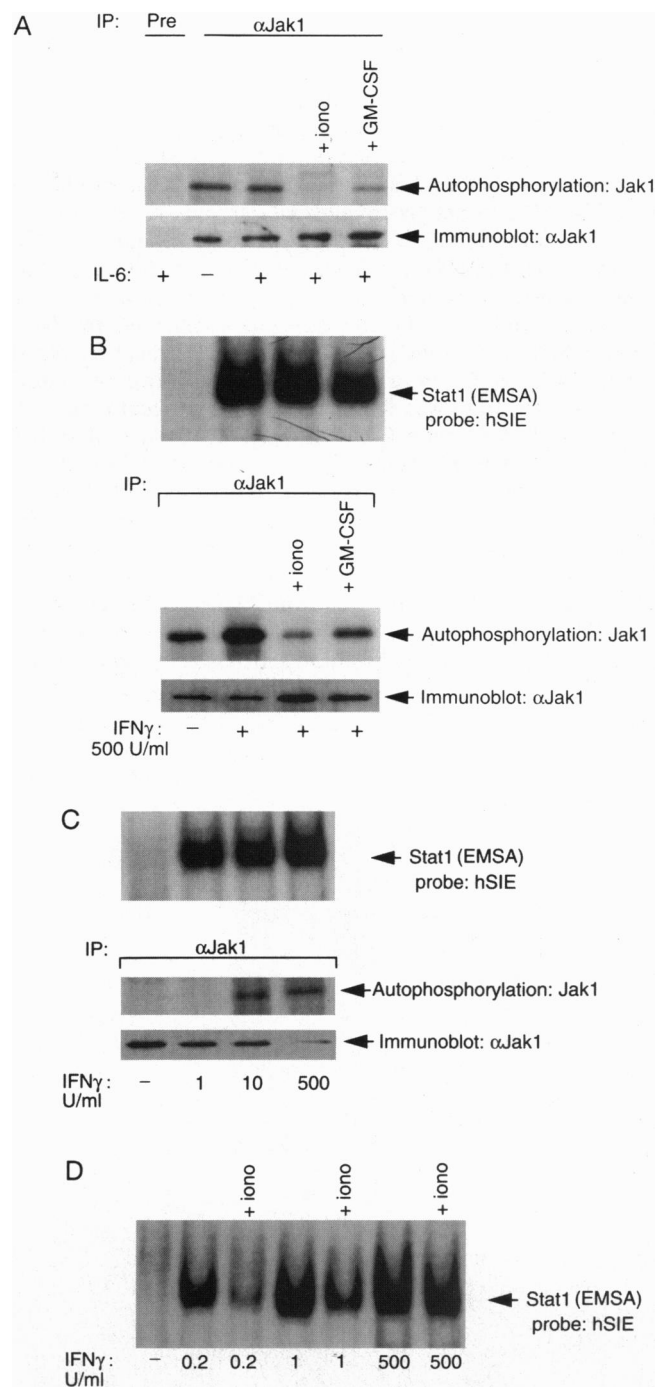 A
IP: Pre αJak1
+ iono
+ GM-CSF
Autophosphorylation: Jak1
Immunoblot: αJak1
IL-6: + – + + +
B
Stat1 (EMSA)
probe: hSIE
IP: αJak1
+ iono
+ GM-CSF
Autophosphorylation: Jak1
Immunoblot: αJak1
IFNγ: – + + +
500 U/ml
C
Stat1 (EMSA)
probe: hSIE
IP: αJak1
Autophosphorylation: Jak1
Immunoblot: αJak1
IFNγ: – 1 10 500
U/ml
D
+ iono
+ iono
+ iono
Stat1 (EMSA)
probe: hSIE
IFNγ: – 0.2 0.2 1 1 500 500
U/ml